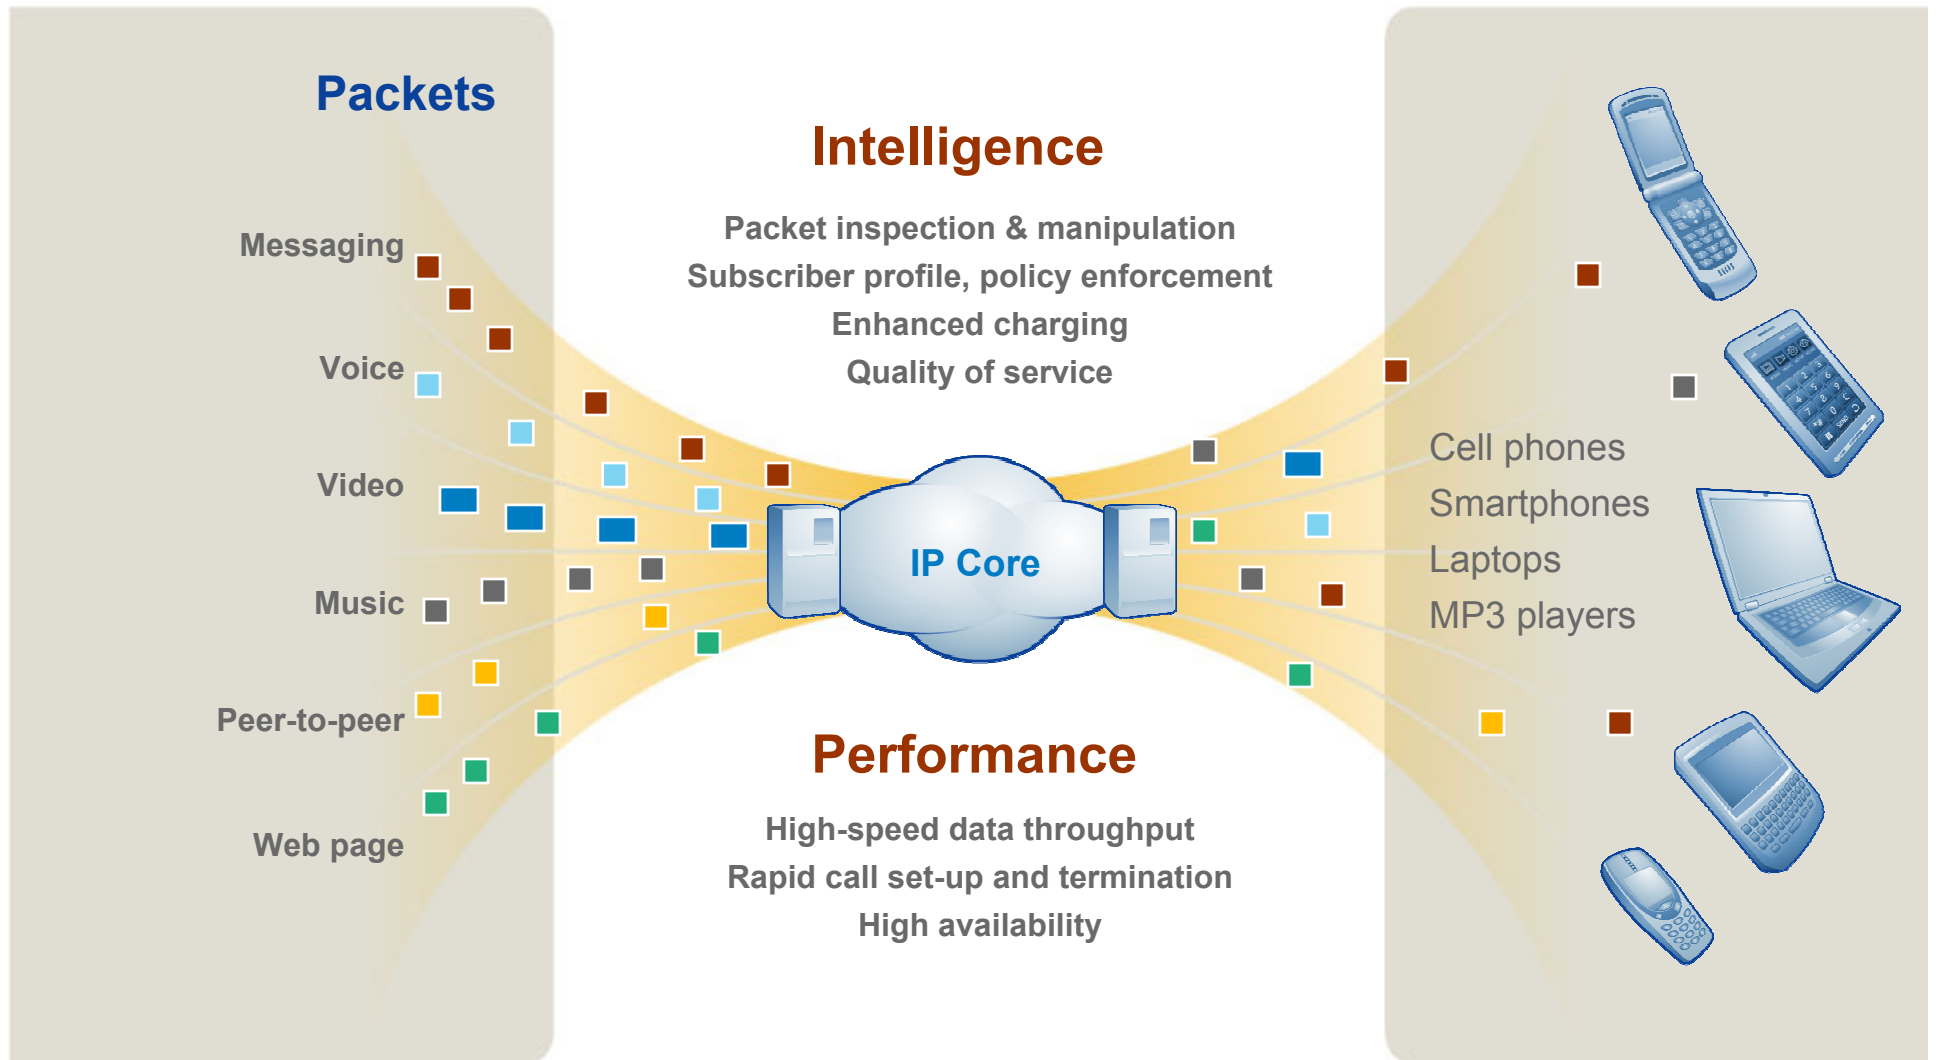 Packets
Messaging
Voice
Video
Music
Peer-to-peer
Web page
Intelligence
Packet inspection & manipulation
Subscriber profile, policy enforcement
Enhanced charging
Quality of service
IP Core
Performance
High-speed data throughput
Rapid call set-up and termination
High availability
Cell phones
Smartphones
Laptops
MP3 players